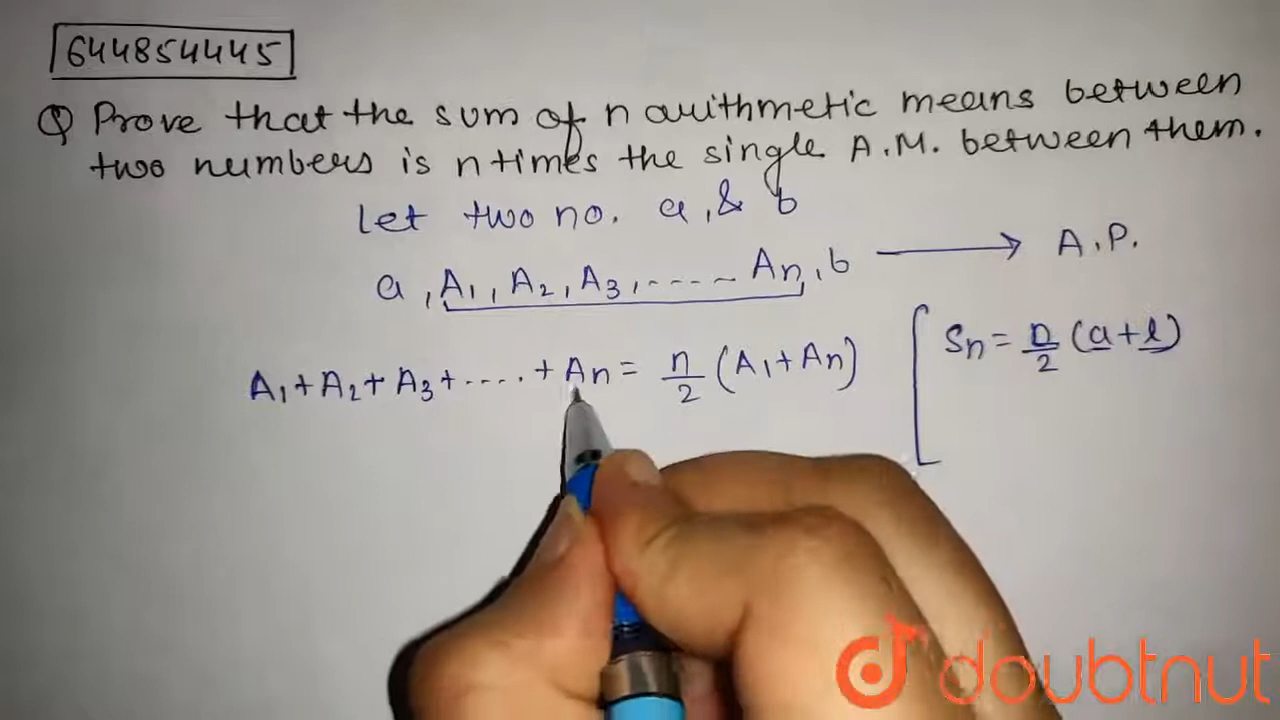 644854445
Q Prove that the sum of n arithmetic means between
two numbers is n times the single A.M. between them.
Let two no. a, & b
a, A1, A2, A3, ..... An, b → A.P.
A1 + A2 + A3 + ..... + An = n/2 (A1 + An) [ Sn = n/2 (a + l)
doubtnut